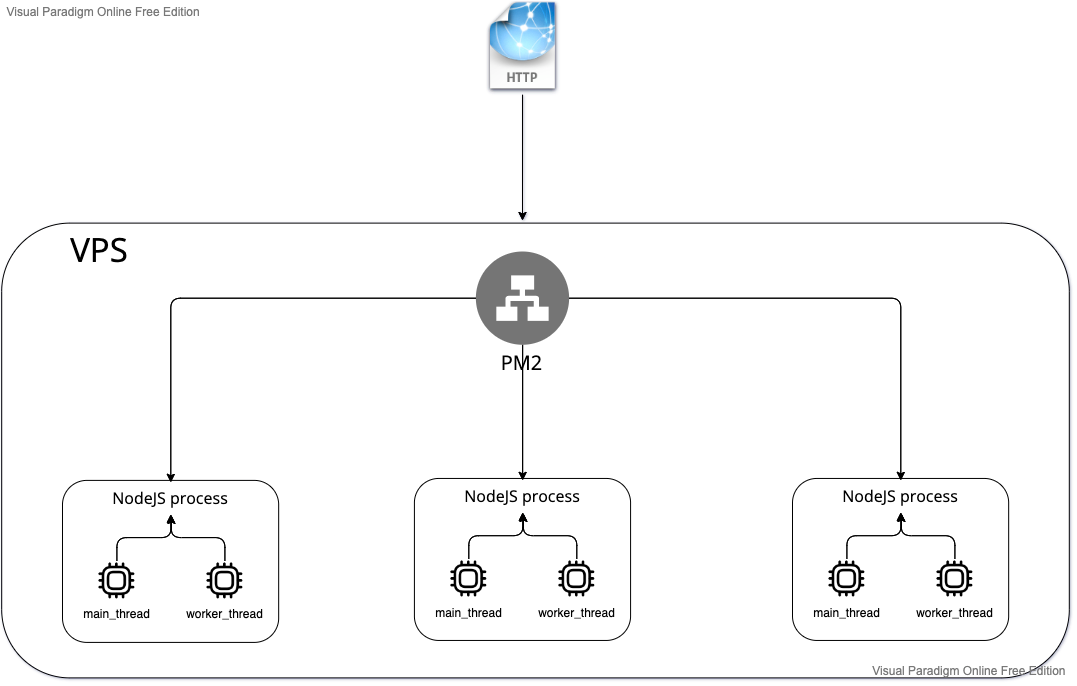 Visual Paradigm Online Free Edition
HTTP
VPS
PM2
NodeJS process
main_thread
worker_thread
NodeJS process
main_thread
worker_thread
NodeJS process
main_thread
worker_thread
Visual Paradigm Online Free Edition